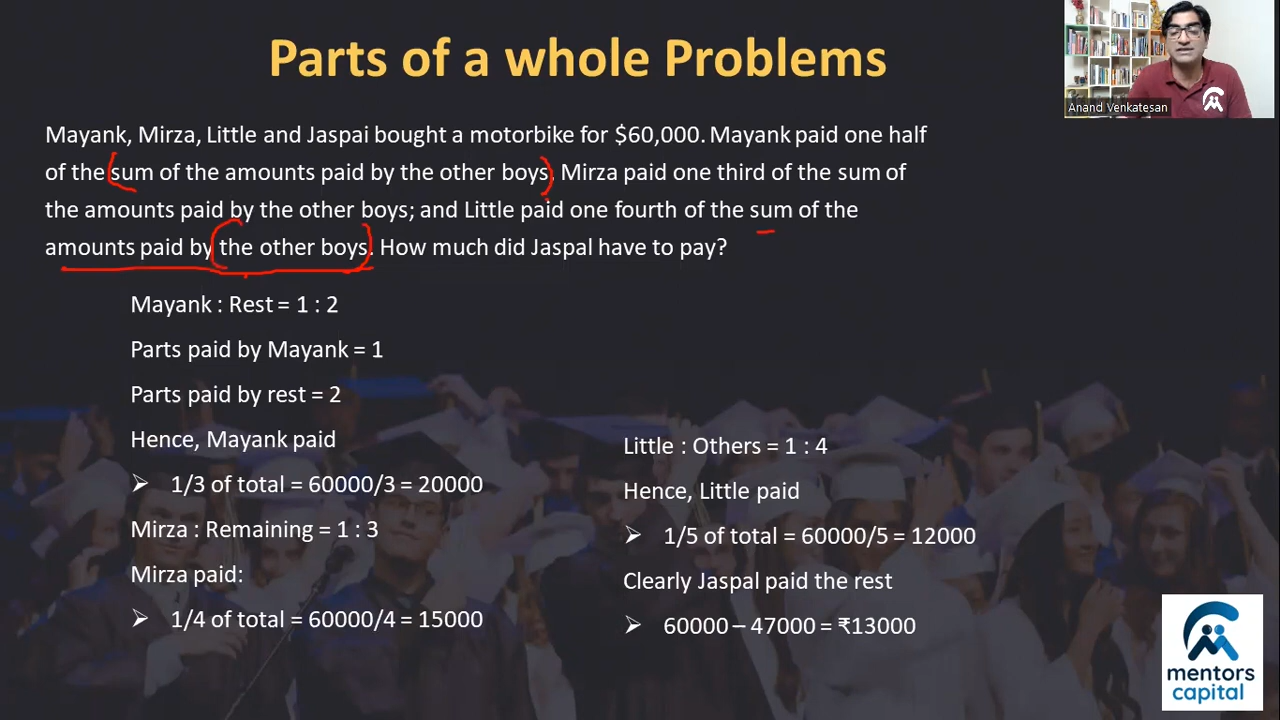 Parts of a whole Problems
Anand Venkatesan
Mayank, Mirza, Little and Jaspai bought a motorbike for $60,000. Mayank paid one half
of the sum of the amounts paid by the other boys. Mirza paid one third of the sum of
the amounts paid by the other boys; and Little paid one fourth of the sum of the
amounts paid by the other boys. How much did Jaspal have to pay?
Mayank : Rest = 1 : 2
Parts paid by Mayank = 1
Parts paid by rest = 2
Hence, Mayank paid
➢ 1/3 of total = 60000/3 = 20000
Mirza : Remaining = 1 : 3
Mirza paid:
➢ 1/4 of total = 60000/4 = 15000
Little : Others = 1 : 4
Hence, Little paid
➢ 1/5 of total = 60000/5 = 12000
Clearly Jaspal paid the rest
➢ 60000 – 47000 = ₹13000
mentors
capital